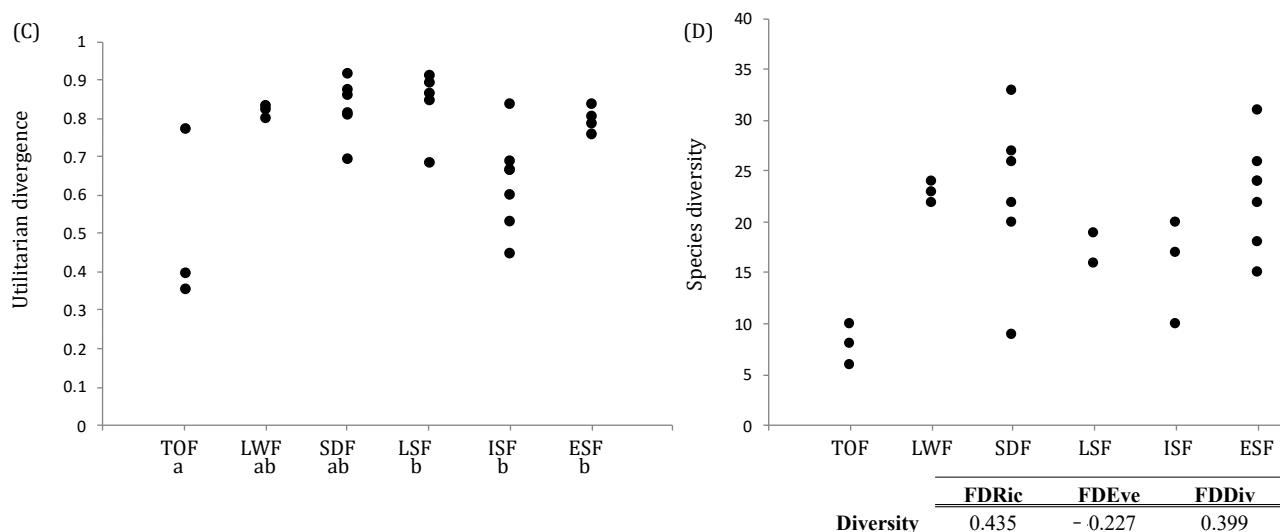 (C)
Utilitarian divergence
1
0.9
0.8
0.7
0.6
0.5
0.4
0.3
0.2
0.1
0
TOF LWF SDF LSF ISF ESF
a ab ab b b b
(D)
Species diversity
40
35
30
25
20
15
10
5
0
TOF LWF SDF LSF ISF ESF
FDRic FDEve FDDiv
Diversity 0.435 −0.227 0.399